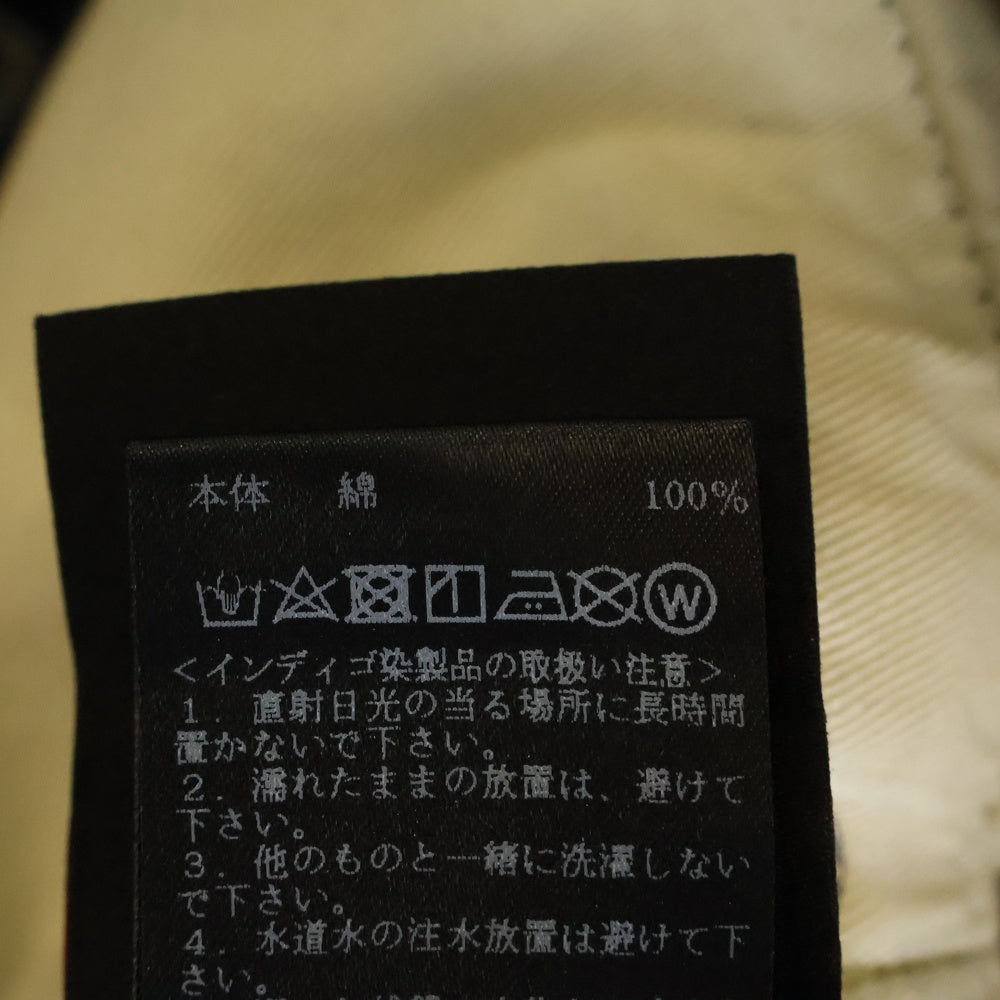 本体 綿 100%
W
<インディゴ染製品の取扱い注意>
1. 直射日光の当る場所に長時間
置かないで下さい。
2. 濡れたままの放置は、避けて
下さい。
3. 他のものと一緒に洗濯しない
で下さい。
4. 水道水の注水放置は避けて下
さい。